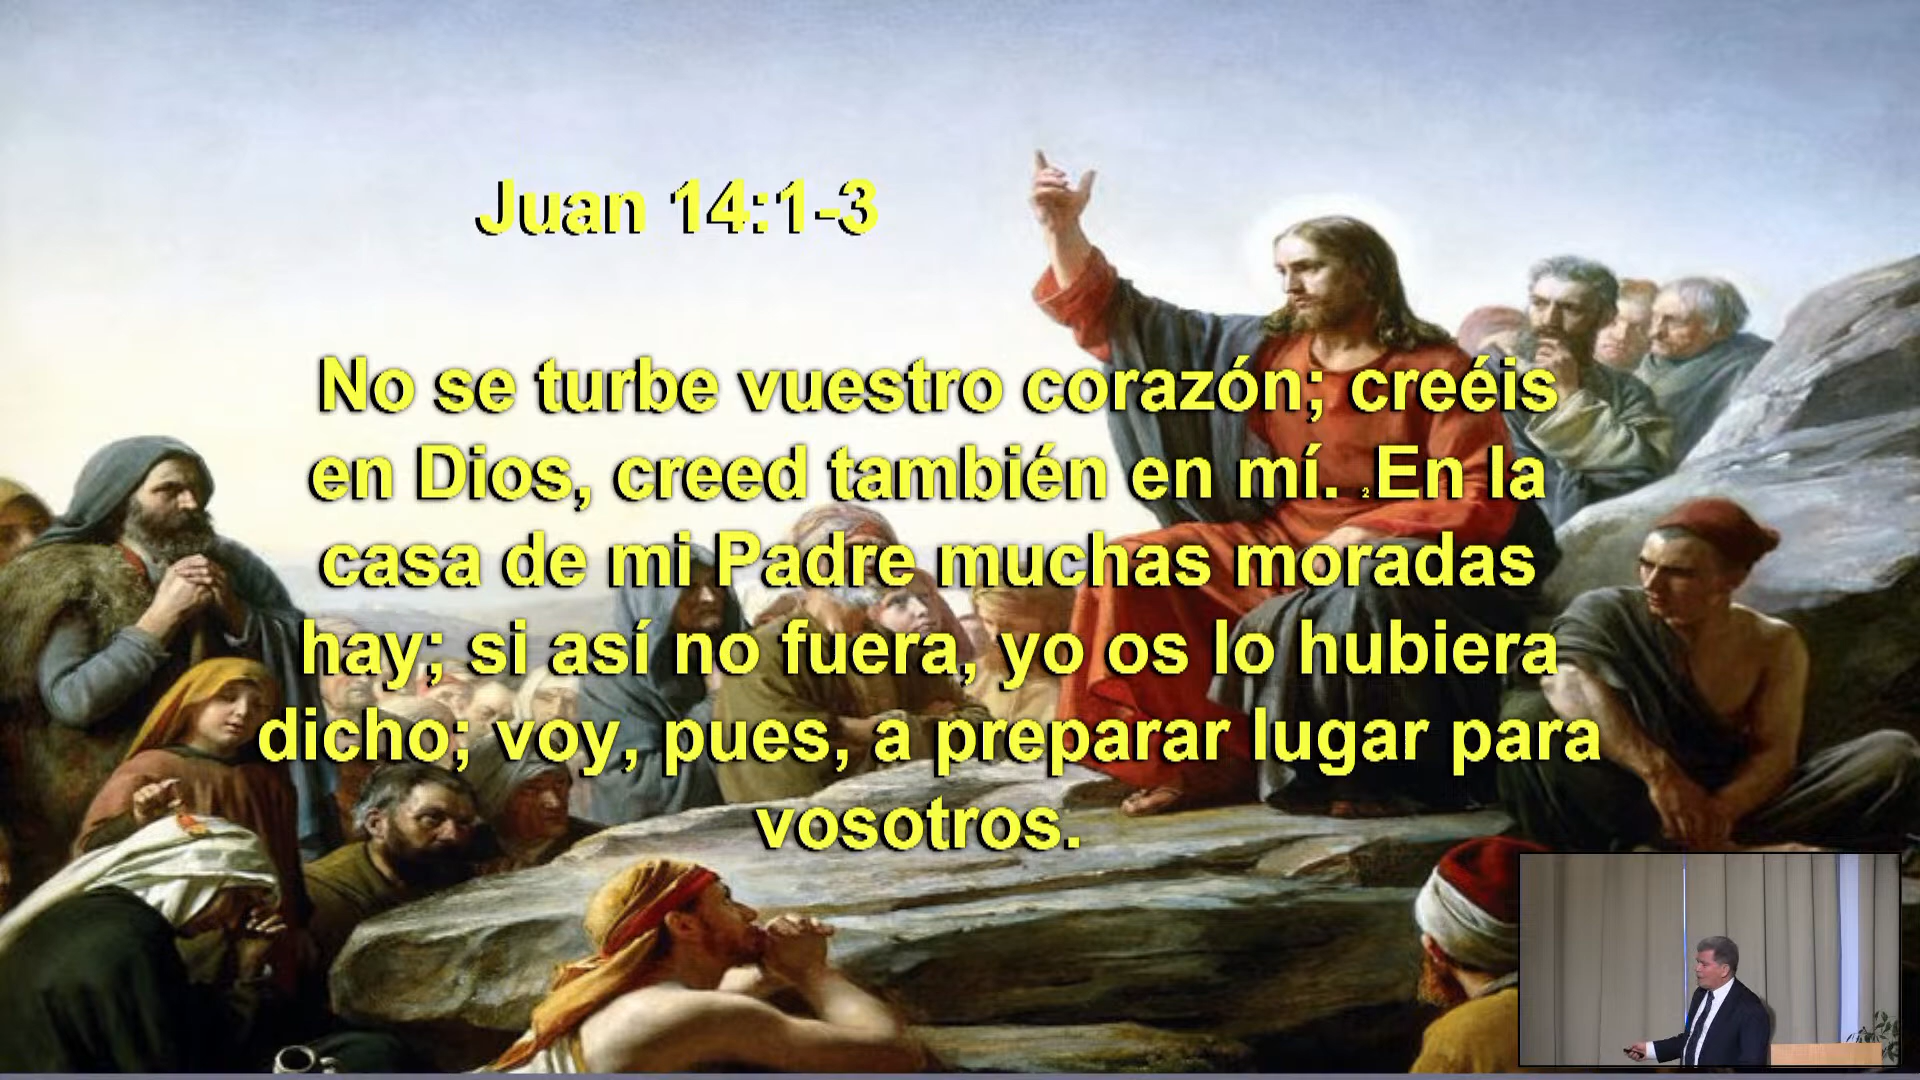 Juan 14:1-3
No se turbe vuestro corazón; creéis
en Dios, creed también en mí. 2 En la
casa de mi Padre muchas moradas
hay; si así no fuera, yo os lo hubiera
dicho; voy, pues, a preparar lugar para
vosotros.